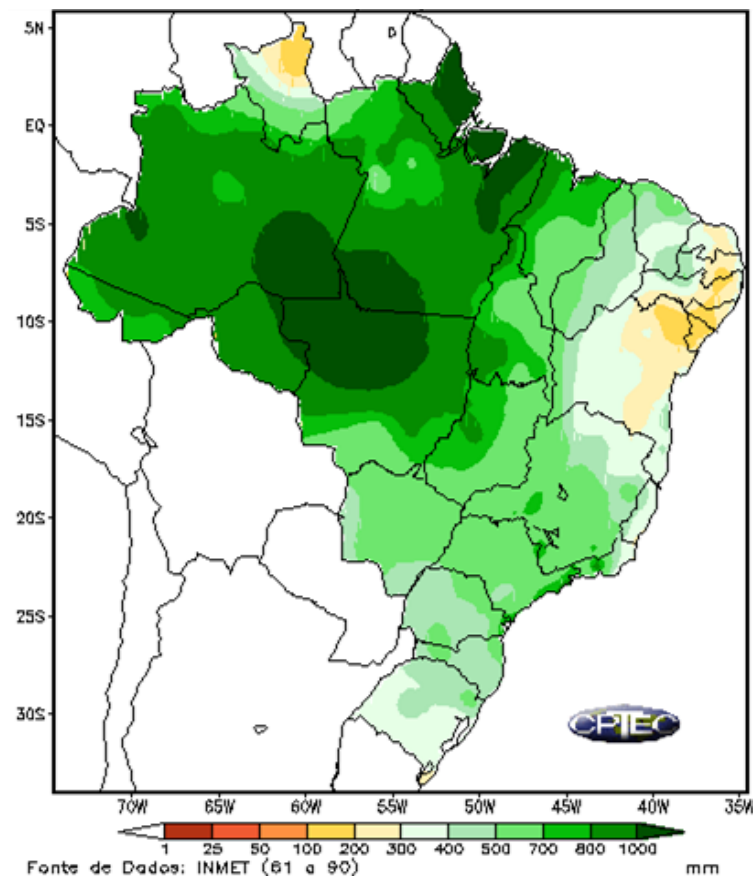 5N
EQ
5S
10S
15S
20S
25S
30S
CPTEC
70W 65W 60W 55W 50W 45W 40W 35W
1 25 50 100 200 300 400 500 700 800 1000
Fonte de Dados: INMET (61 a 90) mm